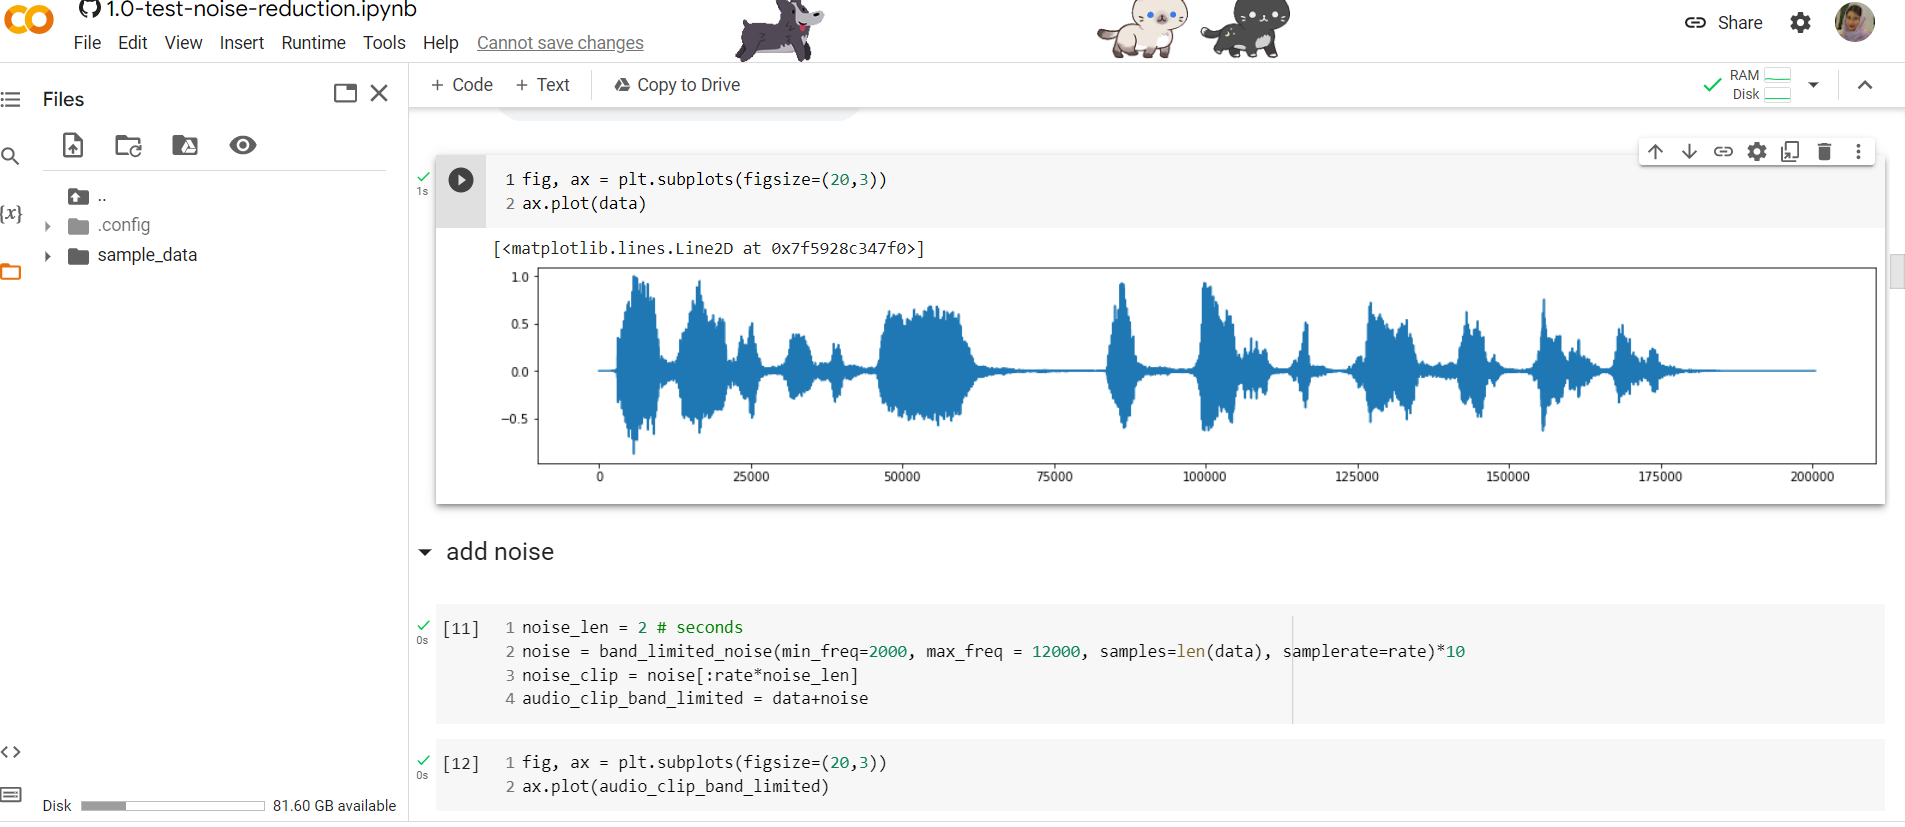 1.0-test-noise-reduction.ipynb
File Edit View Insert Runtime Tools Help Cannot save changes
Share
Files
+ Code + Text Copy to Drive
RAM
Disk
..
.config
sample_data
{x}
1s
1 fig, ax = plt.subplots(figsize=(20,3))
2 ax.plot(data)
[<matplotlib.lines.Line2D at 0x7f5928c347f0>]
1.0
0.5
0.0
−0.5
0 25000 50000 75000 100000 125000 150000 175000 200000
add noise
0s
[11]
1 noise_len = 2 # seconds
2 noise = band_limited_noise(min_freq=2000, max_freq = 12000, samples=len(data), samplerate=rate)*10
3 noise_clip = noise[:rate*noise_len]
4 audio_clip_band_limited = data+noise
0s
[12]
1 fig, ax = plt.subplots(figsize=(20,3))
2 ax.plot(audio_clip_band_limited)
Disk 81.60 GB available